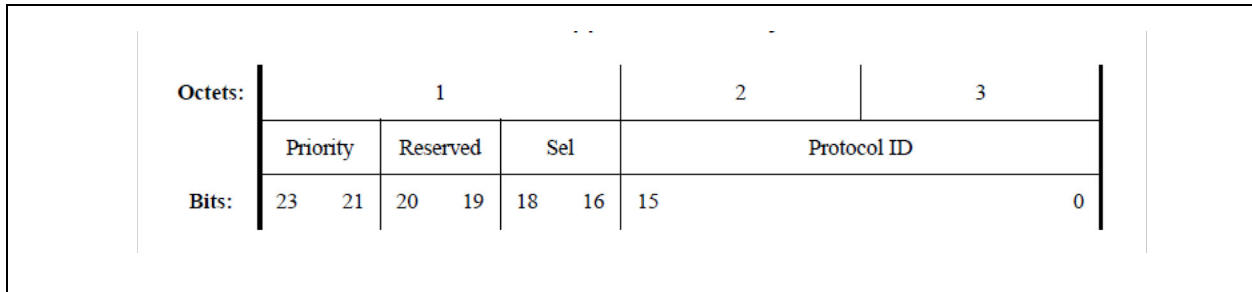 Octets: 1 2 3
Priority Reserved Sel Protocol ID
Bits: 23 21 20 19 18 16 15 0